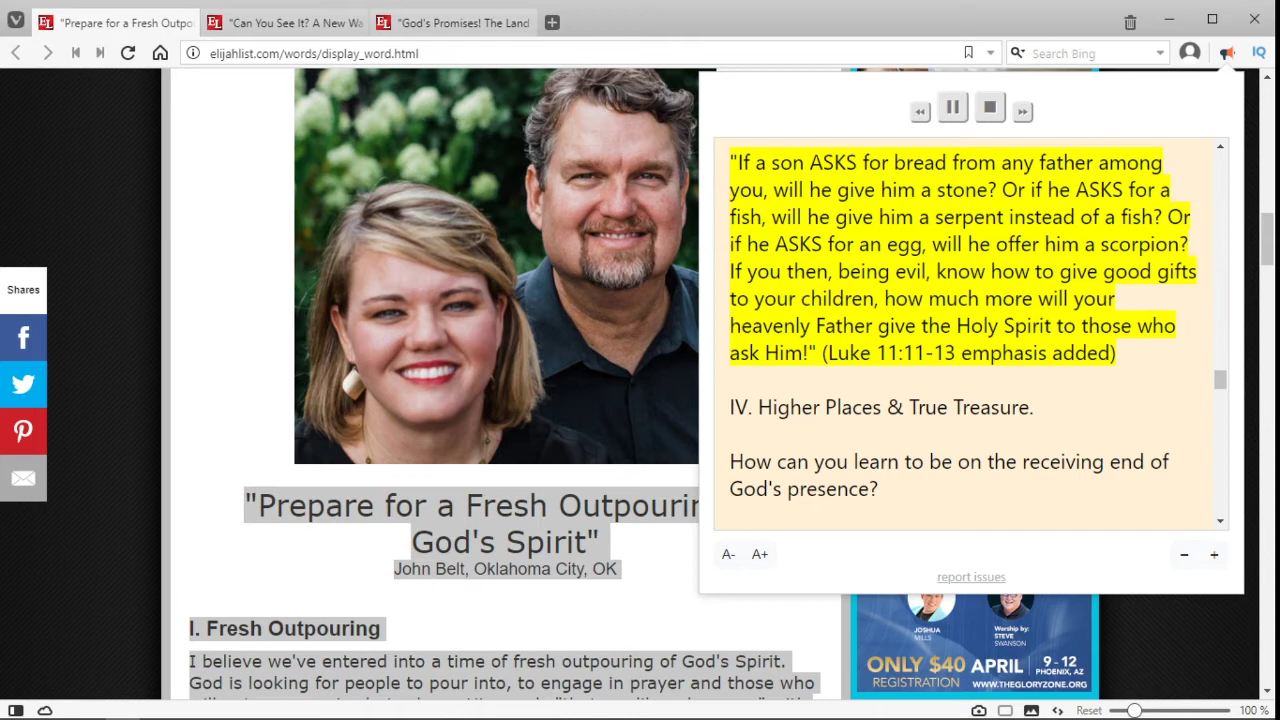 "Prepare for a Fresh Outpo
"Can You See It? A New Wa
"God's Promises! The Land
elijahlist.com/words/display_word.html
Search Bing
IQ
"If a son ASKS for bread from any father among
you, will he give him a stone? Or if he ASKS for a
fish, will he give him a serpent instead of a fish? Or
if he ASKS for an egg, will he offer him a scorpion?
If you then, being evil, know how to give good gifts
to your children, how much more will your
heavenly Father give the Holy Spirit to those who
ask Him!" (Luke 11:11-13 emphasis added)
IV. Higher Places & True Treasure.
How can you learn to be on the receiving end of
God's presence?
A- A+
- +
report issues
Shares
"Prepare for a Fresh Outpourin
God's Spirit"
John Belt, Oklahoma City, OK
I. Fresh Outpouring
I believe we've entered into a time of fresh outpouring of God's Spirit.
God is looking for people to pour into, to engage in prayer and those who
JOSHUA
MILLS
Worship by:
STEVE
SWANSON
ONLY $40 APRIL 9-12
REGISTRATION PHOENIX, AZ
WWW.THEGLORYZONE.ORG
Reset
100 %